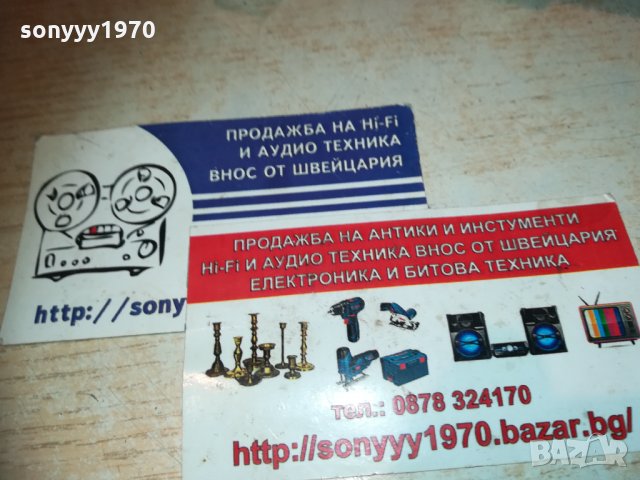 sonyyy1970
ПРОДАЖБА НА Hi-Fi
И АУДИО ТЕХНИКА
ВНОС ОТ ШВЕЙЦАРИЯ
http://sony
ПРОДАЖБА НА АНТИКИ И ИНСТУМЕНТИ
Hi-Fi И АУДИО ТЕХНИКА ВНОС ОТ ШВЕЙЦАРИЯ
ЕЛЕКТРОНИКА И БИТОВА ТЕХНИКА
тел.: 0878 324170
http://sonyyy1970.bazar.bg/
BAZAR